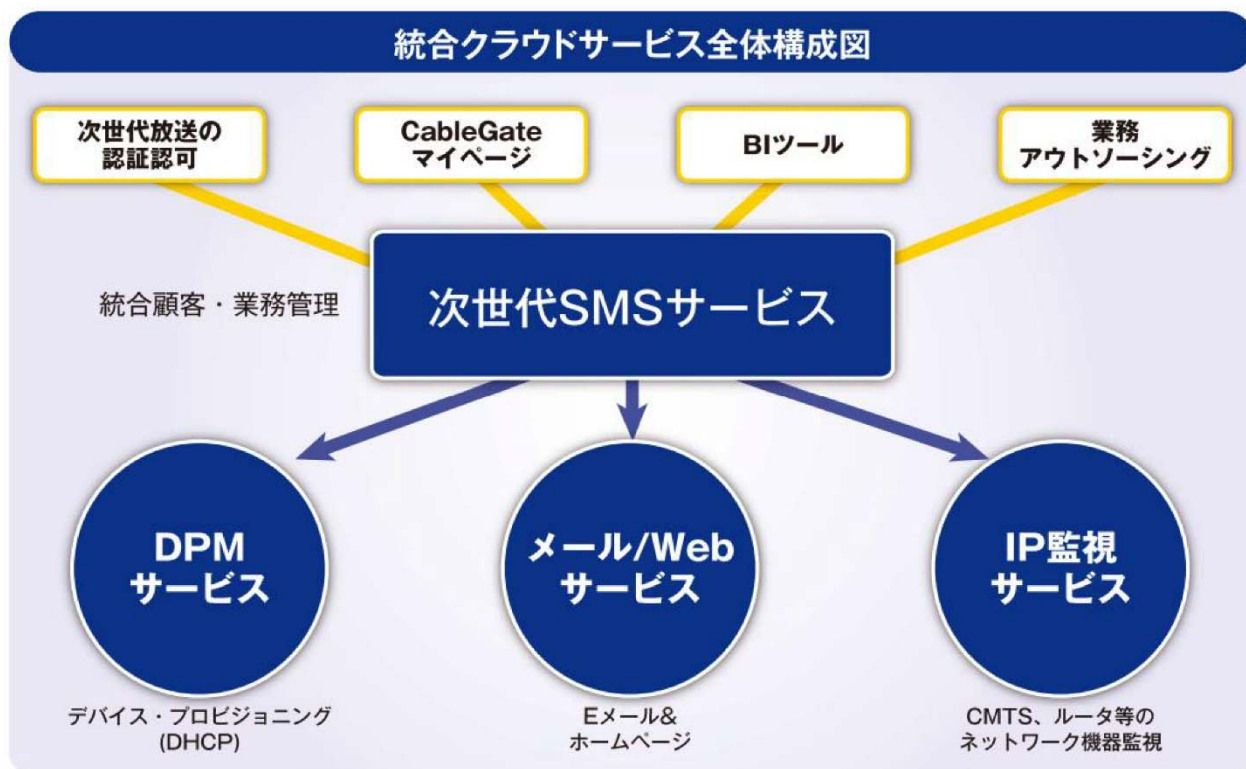 統合クラウドサービス全体構成図
次世代放送の
認証認可
CableGate
マイページ
BIツール
業務
アウトソーシング
統合顧客・業務管理
次世代SMSサービス
DPM
サービス
メール/Web
サービス
IP監視
サービス
デバイス・プロビジョニング
(DHCP)
Eメール&
ホームページ
CMTS、ルータ等の
ネットワーク機器監視